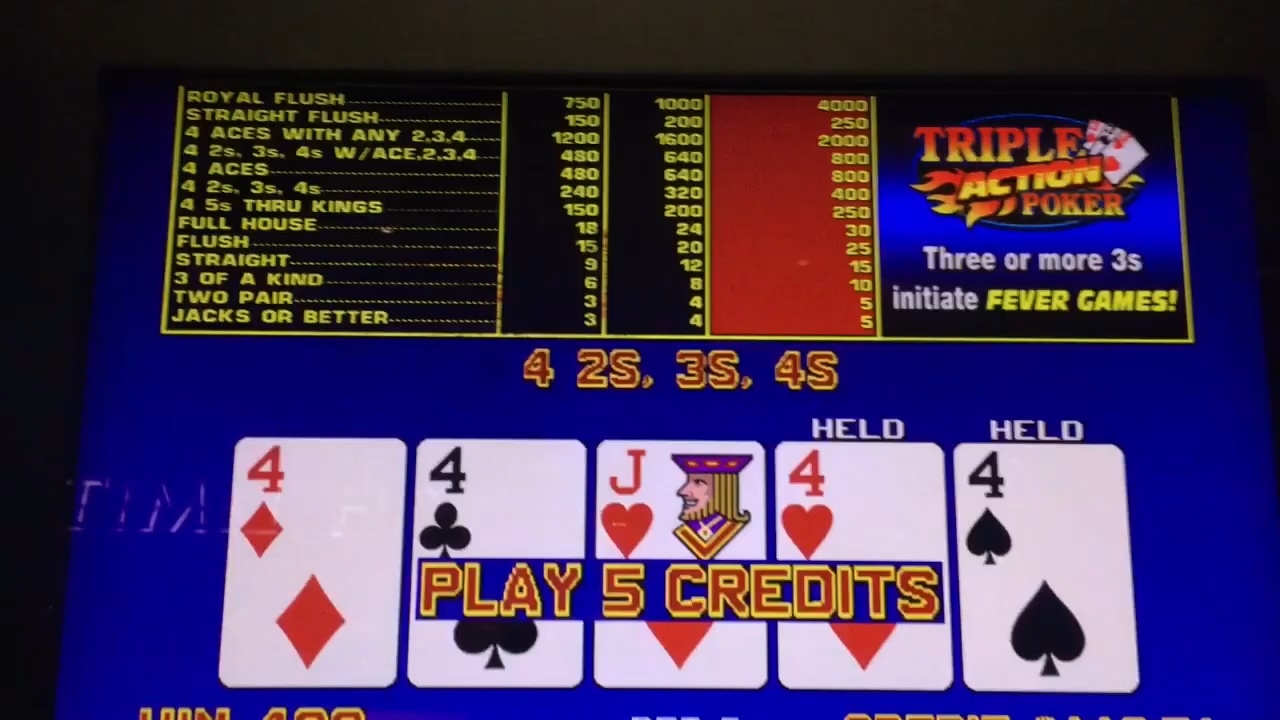 ROYAL FLUSH 750 1000 4000
STRAIGHT FLUSH 150 200 250
4 ACES WITH ANY 2,3,4 1200 1600 2000
4 2s, 3s, 4s W/ACE,2,3,4 480 640 800
4 ACES 480 640 800
4 2s, 3s, 4s 240 320 400
4 5s THRU KINGS 150 200 250
FULL HOUSE 18 24 30
FLUSH 15 20 25
STRAIGHT 9 12 15
3 OF A KIND 6 8 10
TWO PAIR 3 4 5
JACKS OR BETTER 3 4 5
TRIPLE
ACTION
POKER
Three or more 3s
initiate FEVER GAMES!
4 2S, 3S, 4S
HELD HELD
4 4 J 4 4
PLAY 5 CREDITS
WIN 400
CREDIT